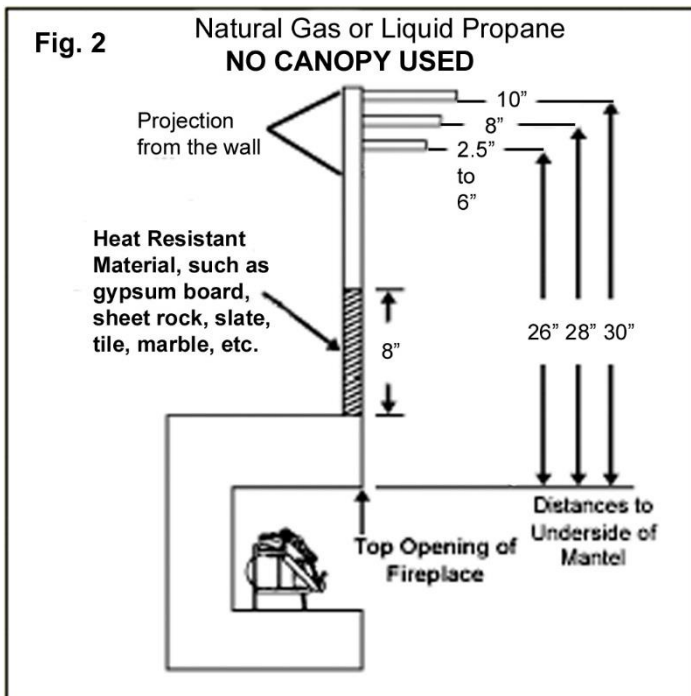 Fig. 2
Natural Gas or Liquid Propane
NO CANOPY USED
Projection
from the wall
10”
8”
2.5”
to
6”
Heat Resistant
Material, such as
gypsum board,
sheet rock, slate,
tile, marble, etc.
8”
26” 28” 30”
Top Opening of
Fireplace
Distances to
Underside of
Mantel